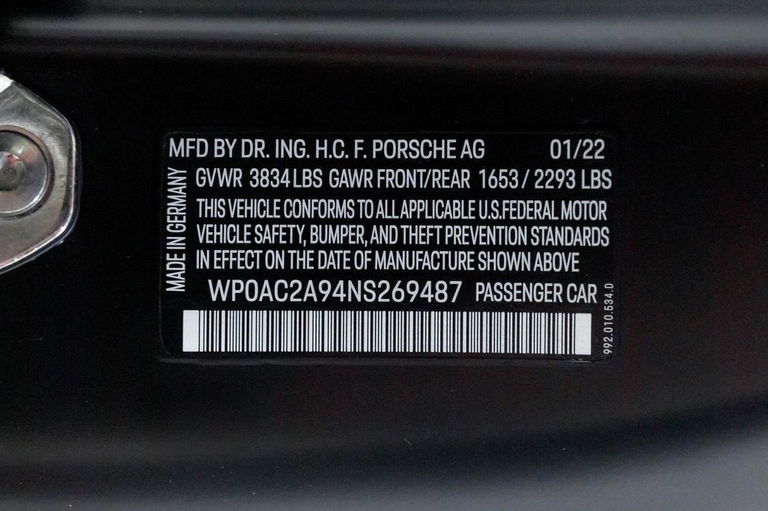 MFD BY DR. ING. H.C. F. PORSCHE AG 01/22
GVWR 3834 LBS GAWR FRONT/REAR 1653 / 2293 LBS
THIS VEHICLE CONFORMS TO ALL APPLICABLE U.S.FEDERAL MOTOR
VEHICLE SAFETY, BUMPER, AND THEFT PREVENTION STANDARDS
IN EFFECT ON THE DATE OF MANUFACTURE SHOWN ABOVE
WP0AC2A94NS269487 PASSENGER CAR
MADE IN GERMANY
992.010.534.D